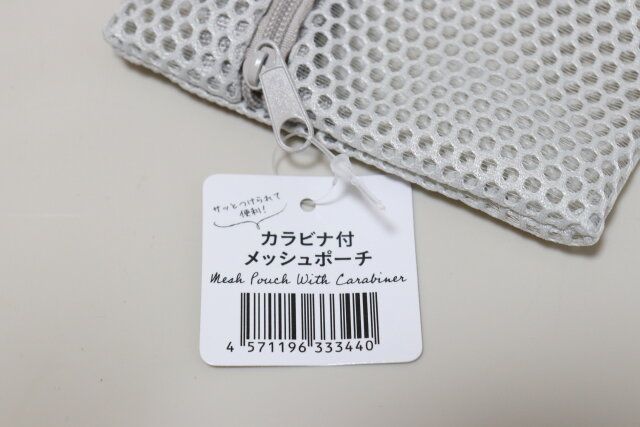 サッとつけられて
便利!
カラビナ付
メッシュポーチ
Mesh Pouch With Carabiner
4 571196 333440